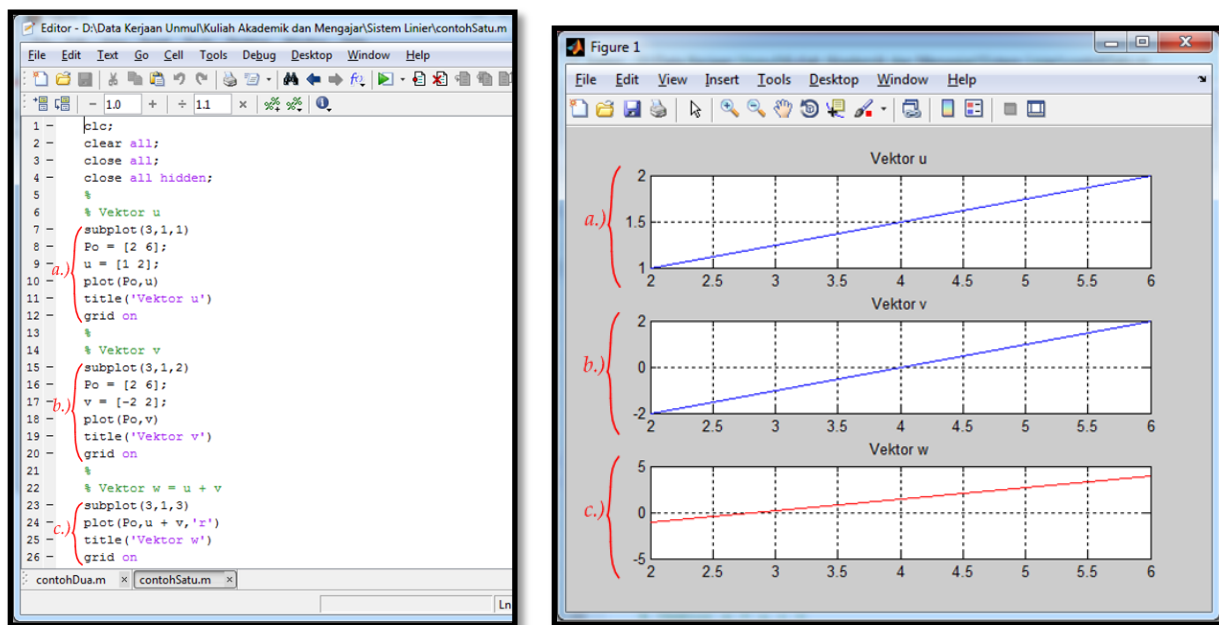 Editor - D:\Data Kerjaan Unmul\Kuliah Akademik dan Mengajar\Sistem Linier\contohSatu.m
File Edit Text Go Cell Tools Debug Desktop Window Help
1.0 + ÷ 1.1 ×
1 - clc;
2 - clear all;
3 - close all;
4 - close all hidden;
5 %
6 % Vektor u
7 - subplot(3,1,1)
8 - Po = [2 6];
a.)
9 - u = [1 2];
10 - plot(Po,u)
11 - title('Vektor u')
12 - grid on
13 %
14 % Vektor v
15 - subplot(3,1,2)
16 - Po = [2 6];
b.)
17 - v = [-2 2];
18 - plot(Po,v)
19 - title('Vektor v')
20 - grid on
21 %
22 % Vektor w = u + v
23 - subplot(3,1,3)
c.)
24 - plot(Po,u + v,'r')
25 - title('Vektor w')
26 - grid on
contohDua.m × contohSatu.m ×
Ln
Figure 1
File Edit View Insert Tools Desktop Window Help
Vektor u
a.)
2
1.5
1
2 2.5 3 3.5 4 4.5 5 5.5 6
Vektor v
b.)
2
0
-2
2 2.5 3 3.5 4 4.5 5 5.5 6
Vektor w
c.)
5
0
-5
2 2.5 3 3.5 4 4.5 5 5.5 6